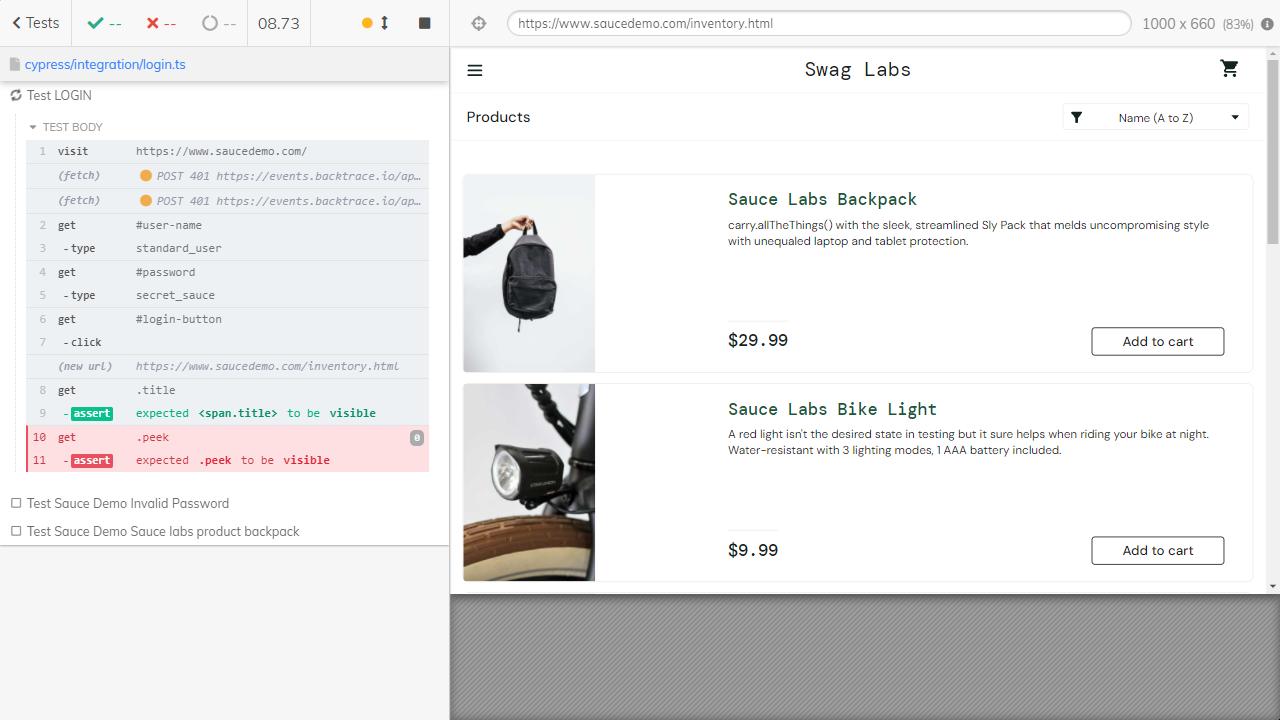 Tests -- -- -- 08.73
https://www.saucedemo.com/inventory.html 1000 x 660 (83%)
cypress/integration/login.ts
Test LOGIN
TEST BODY
1 visit https://www.saucedemo.com/
(fetch) POST 401 https://events.backtrace.io/ap…
(fetch) POST 401 https://events.backtrace.io/ap…
2 get #user-name
3 -type standard_user
4 get #password
5 -type secret_sauce
6 get #login-button
7 -click
(new url) https://www.saucedemo.com/inventory.html
8 get .title
9 -assert expected <span.title> to be visible
10 get .peek 0
11 -assert expected .peek to be visible
Test Sauce Demo Invalid Password
Test Sauce Demo Sauce labs product backpack
Swag Labs
Products
Name (A to Z)
Sauce Labs Backpack
carry.allTheThings() with the sleek, streamlined Sly Pack that melds uncompromising style
with unequaled laptop and tablet protection.
$29.99 Add to cart
Sauce Labs Bike Light
A red light isn't the desired state in testing but it sure helps when riding your bike at night.
Water-resistant with 3 lighting modes, 1 AAA battery included.
$9.99 Add to cart